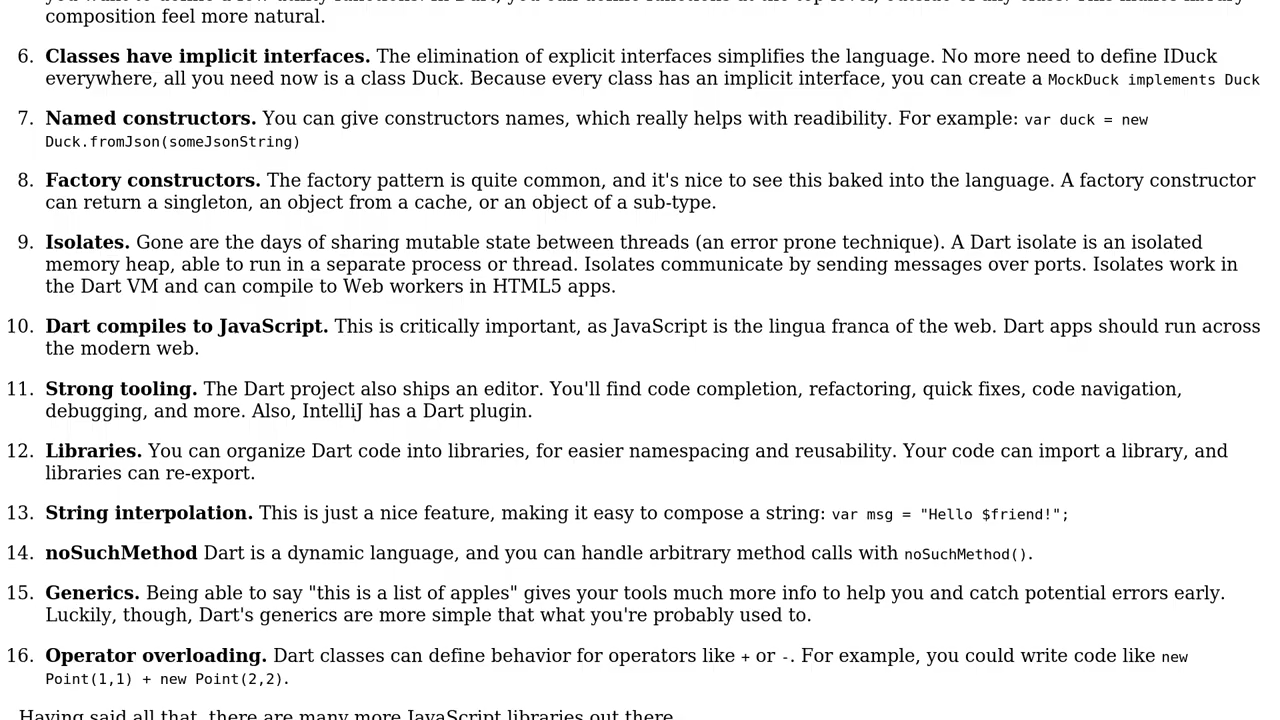 composition feel more natural.
6. Classes have implicit interfaces. The elimination of explicit interfaces simplifies the language. No more need to define IDuck
everywhere, all you need now is a class Duck. Because every class has an implicit interface, you can create a MockDuck implements Duck
7. Named constructors. You can give constructors names, which really helps with readibility. For example: var duck = new
Duck.fromJson(someJsonString)
8. Factory constructors. The factory pattern is quite common, and it's nice to see this baked into the language. A factory constructor
can return a singleton, an object from a cache, or an object of a sub-type.
9. Isolates. Gone are the days of sharing mutable state between threads (an error prone technique). A Dart isolate is an isolated
memory heap, able to run in a separate process or thread. Isolates communicate by sending messages over ports. Isolates work in
the Dart VM and can compile to Web workers in HTML5 apps.
10. Dart compiles to JavaScript. This is critically important, as JavaScript is the lingua franca of the web. Dart apps should run across
the modern web.
11. Strong tooling. The Dart project also ships an editor. You'll find code completion, refactoring, quick fixes, code navigation,
debugging, and more. Also, IntelliJ has a Dart plugin.
12. Libraries. You can organize Dart code into libraries, for easier namespacing and reusability. Your code can import a library, and
libraries can re-export.
13. String interpolation. This is just a nice feature, making it easy to compose a string: var msg = "Hello $friend!";
14. noSuchMethod Dart is a dynamic language, and you can handle arbitrary method calls with noSuchMethod().
15. Generics. Being able to say "this is a list of apples" gives your tools much more info to help you and catch potential errors early.
Luckily, though, Dart's generics are more simple that what you're probably used to.
16. Operator overloading. Dart classes can define behavior for operators like + or -. For example, you could write code like new
Point(1,1) + new Point(2,2).
Having said all that, there are many more JavaScript libraries out there.